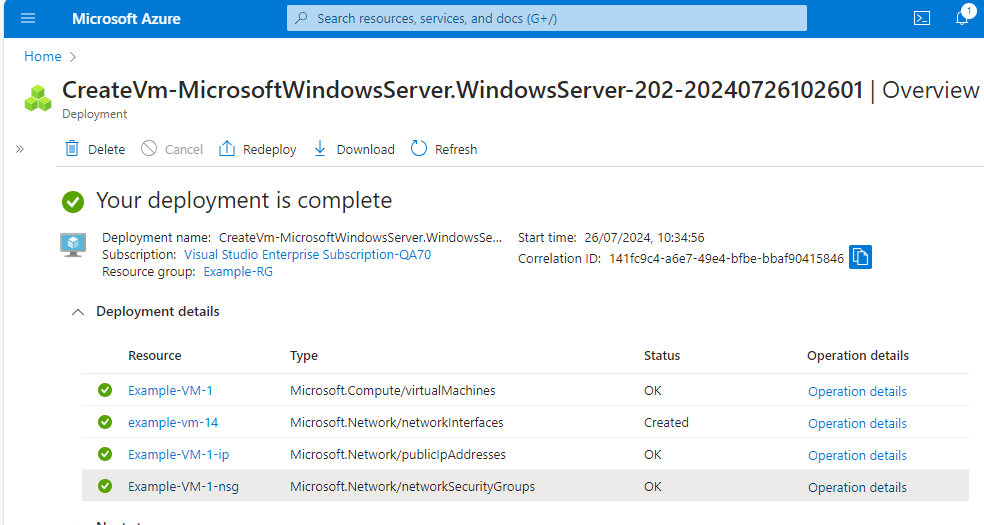 Microsoft Azure
Search resources, services, and docs (G+/)
1
Home
CreateVm-MicrosoftWindowsServer.WindowsServer-202-20240726102601 | Overview
Deployment
Delete Cancel Redeploy Download Refresh
Your deployment is complete
Deployment name: CreateVm-MicrosoftWindowsServer.WindowsSe... Start time: 26/07/2024, 10:34:56
Subscription: Visual Studio Enterprise Subscription-QA70 Correlation ID: 141fc9c4-a6e7-49e4-bfbe-bbaf90415846
Resource group: Example-RG
Deployment details
Resource Type Status Operation details
Example-VM-1 Microsoft.Compute/virtualMachines OK Operation details
example-vm-14 Microsoft.Network/networkInterfaces Created Operation details
Example-VM-1-ip Microsoft.Network/publicIpAddresses OK Operation details
Example-VM-1-nsg Microsoft.Network/networkSecurityGroups OK Operation details